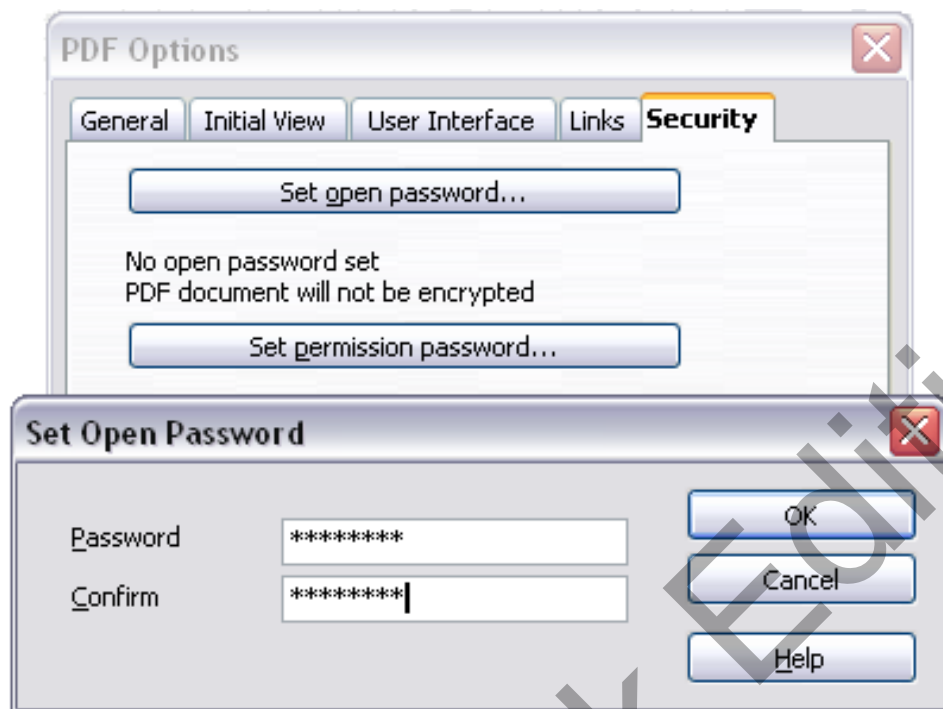 PDF Options
General Initial View User Interface Links Security
Set open password...
No open password set
PDF document will not be encrypted
Set permission password...
Set Open Password
Password ********
OK
Confirm ********
Cancel
Help